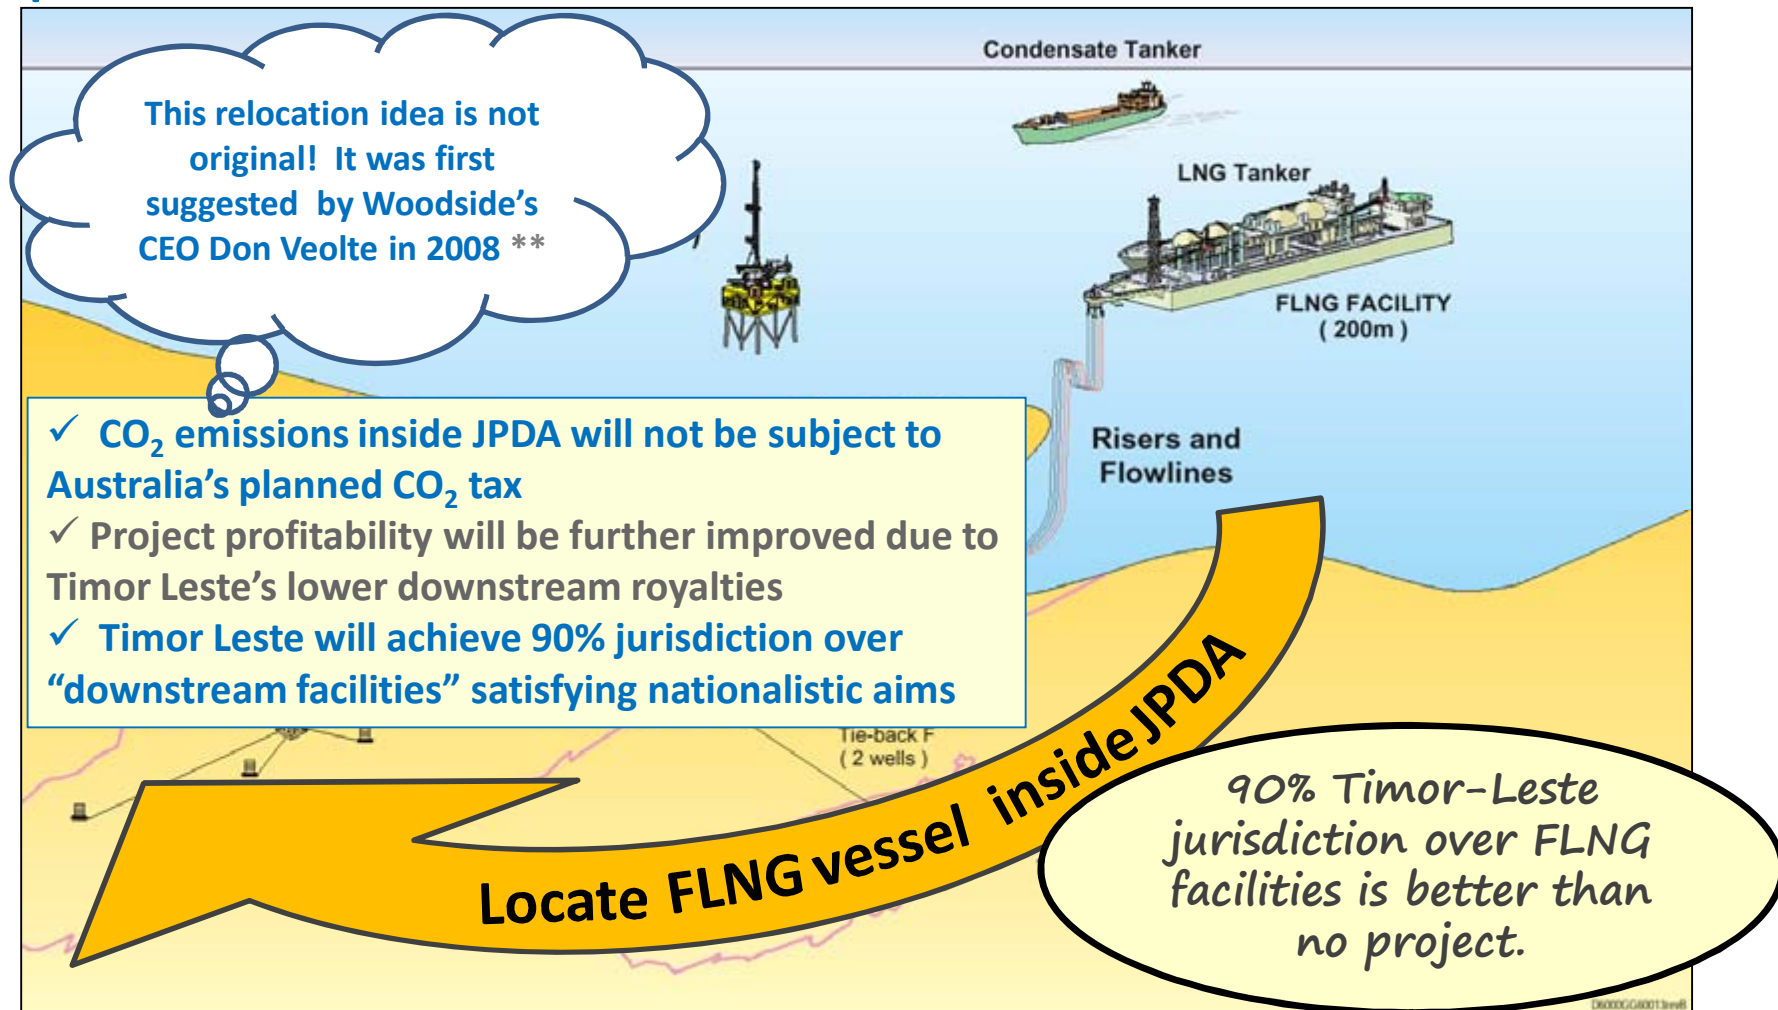 Condensate Tanker
This relocation idea is not
original! It was first
suggested by Woodside's
CEO Don Veolte in 2008 **
LNG Tanker
FLNG FACILITY
( 200m )
Risers and
Flowlines
✓ CO₂ emissions inside JPDA will not be subject to
Australia's planned CO₂ tax
✓ Project profitability will be further improved due to
Timor Leste's lower downstream royalties
✓ Timor Leste will achieve 90% jurisdiction over
“downstream facilities” satisfying nationalistic aims
Tie-back F
( 2 wells )
Locate FLNG vessel inside JPDA
90% Timor-Leste
jurisdiction over FLNG
facilities is better than
no project.